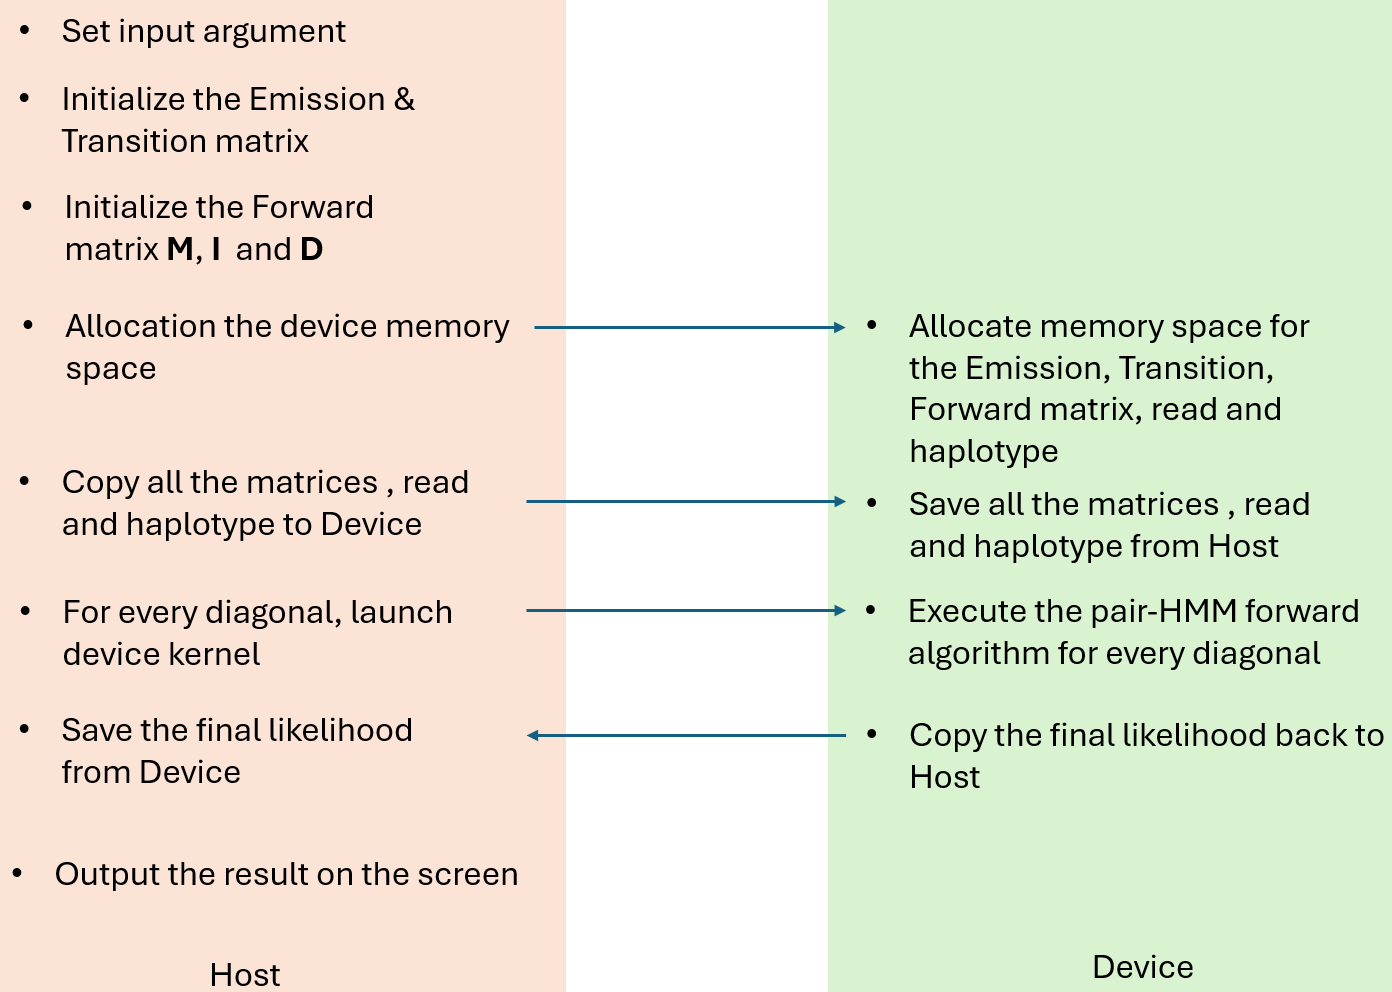 • Set input argument
• Initialize the Emission &
Transition matrix
• Initialize the Forward
matrix M, I and D
• Allocation the device memory
space
• Copy all the matrices , read
and haplotype to Device
• For every diagonal, launch
device kernel
• Save the final likelihood
from Device
• Output the result on the screen
Host
• Allocate memory space for
the Emission, Transition,
Forward matrix, read and
haplotype
• Save all the matrices , read
and haplotype from Host
• Execute the pair-HMM forward
algorithm for every diagonal
• Copy the final likelihood back to
Host
Device